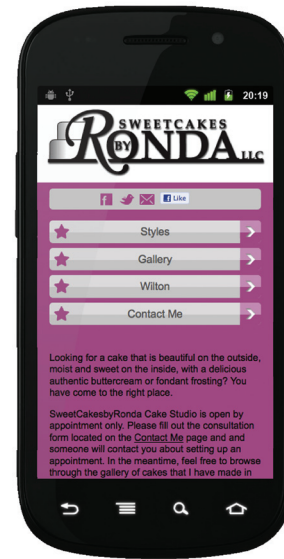 20:19
SWEETCAKES
BY RONDA LLC
f Like
Styles
Gallery
Wilton
Contact Me
Looking for a cake that is beautiful on the outside,
moist and sweet on the inside, with a delicious
authentic buttercream or fondant frosting? You
have come to the right place.
SweetCakesbyRonda Cake Studio is open by
appointment only. Please fill out the consultation
form located on the Contact Me page and and
someone will contact you about setting up an
appointment. In the meantime, feel free to browse
through the gallery of cakes that I have made in